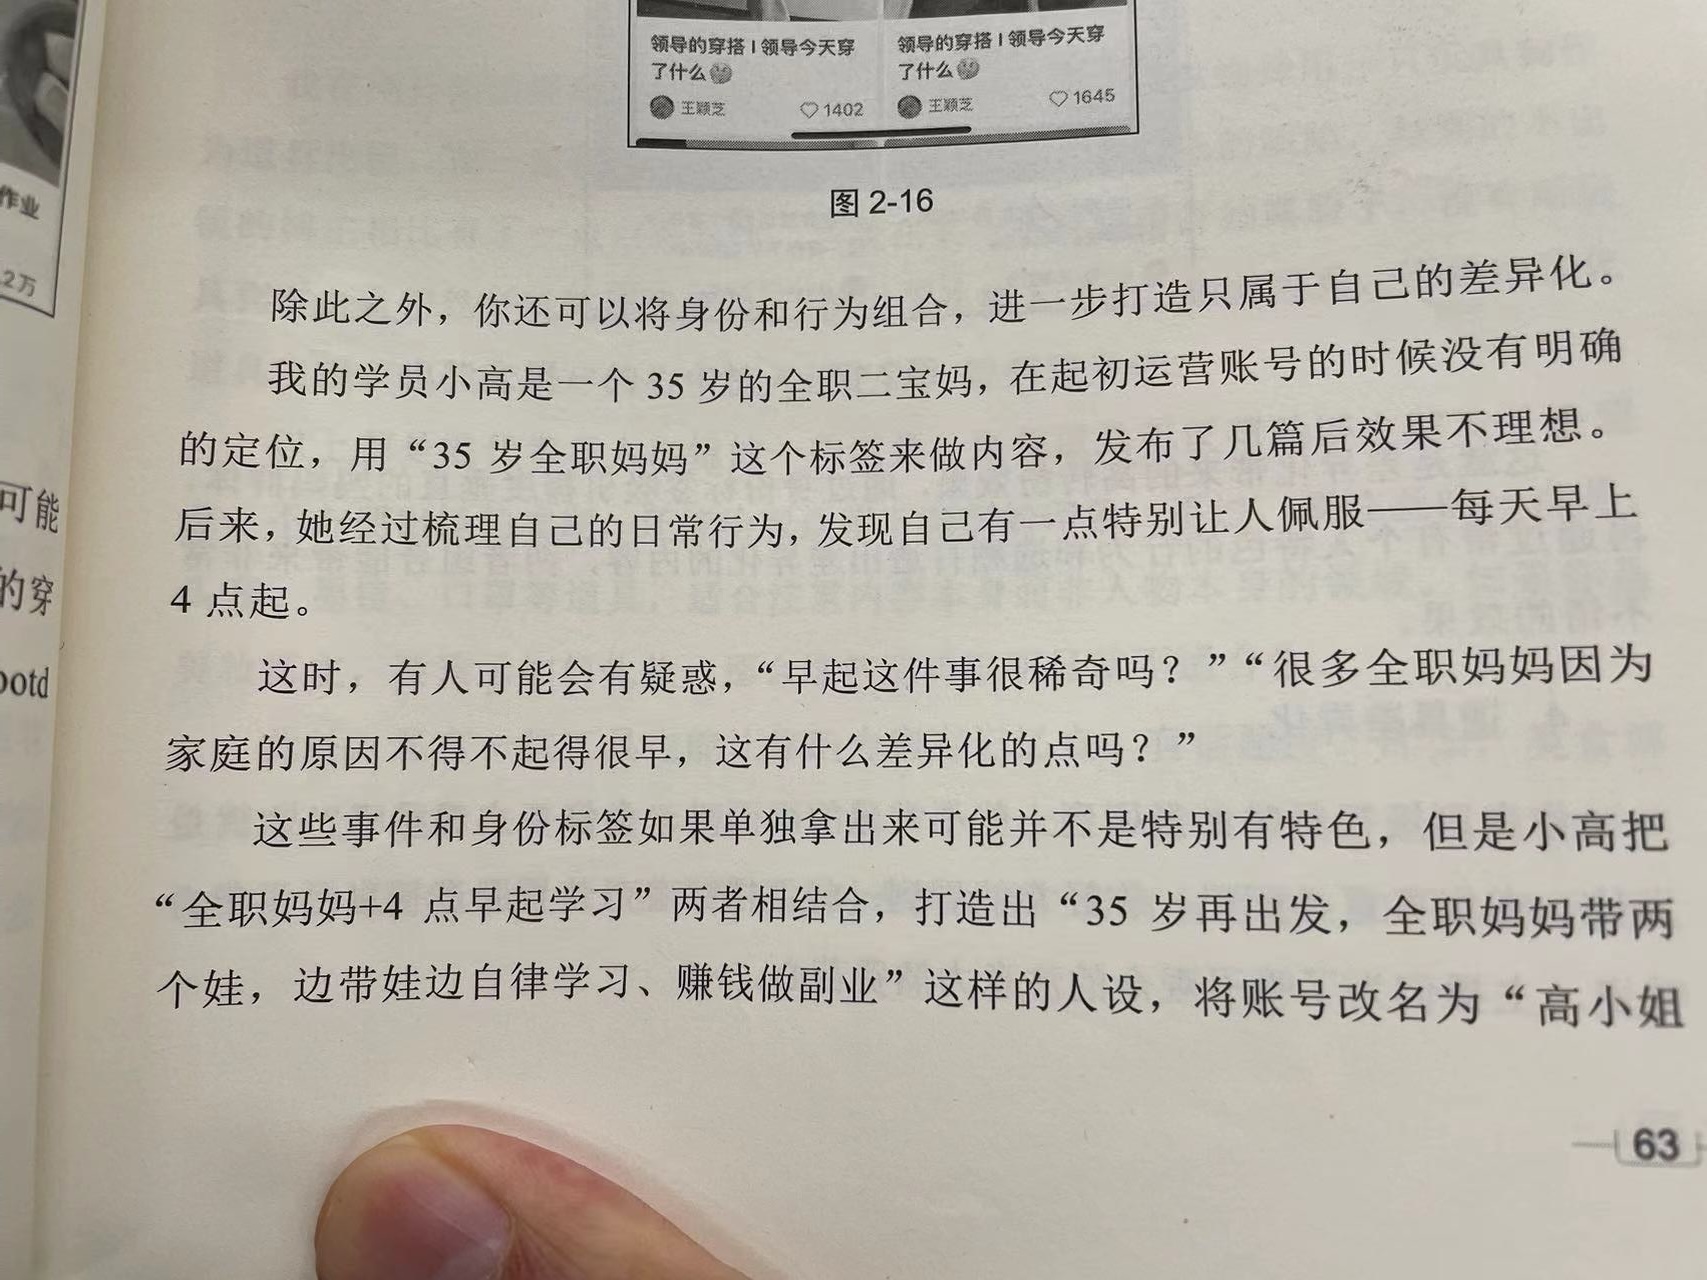 作业
.2万
可能
的穿
ootd
领导的穿搭 | 领导今天穿
了什么
王颖芝 1402
领导的穿搭 | 领导今天穿
了什么
王颖芝 1645
图 2-16
除此之外，你还可以将身份和行为组合，进一步打造只属于自己的差异化。
我的学员小高是一个 35 岁的全职二宝妈，在起初运营账号的时候没有明确
的定位，用“35 岁全职妈妈”这个标签来做内容，发布了几篇后效果不理想。
后来，她经过梳理自己的日常行为，发现自己有一点特别让人佩服——每天早上
4 点起。
这时，有人可能会有疑惑，“早起这件事很稀奇吗？”“很多全职妈妈因为
家庭的原因不得不起得很早，这有什么差异化的点吗？”
这些事件和身份标签如果单独拿出来可能并不是特别有特色，但是小高把
“全职妈妈+4 点早起学习”两者相结合，打造出“35 岁再出发，全职妈妈带两
个娃，边带娃边自律学习、赚钱做副业”这样的人设，将账号改名为“高小姐
63